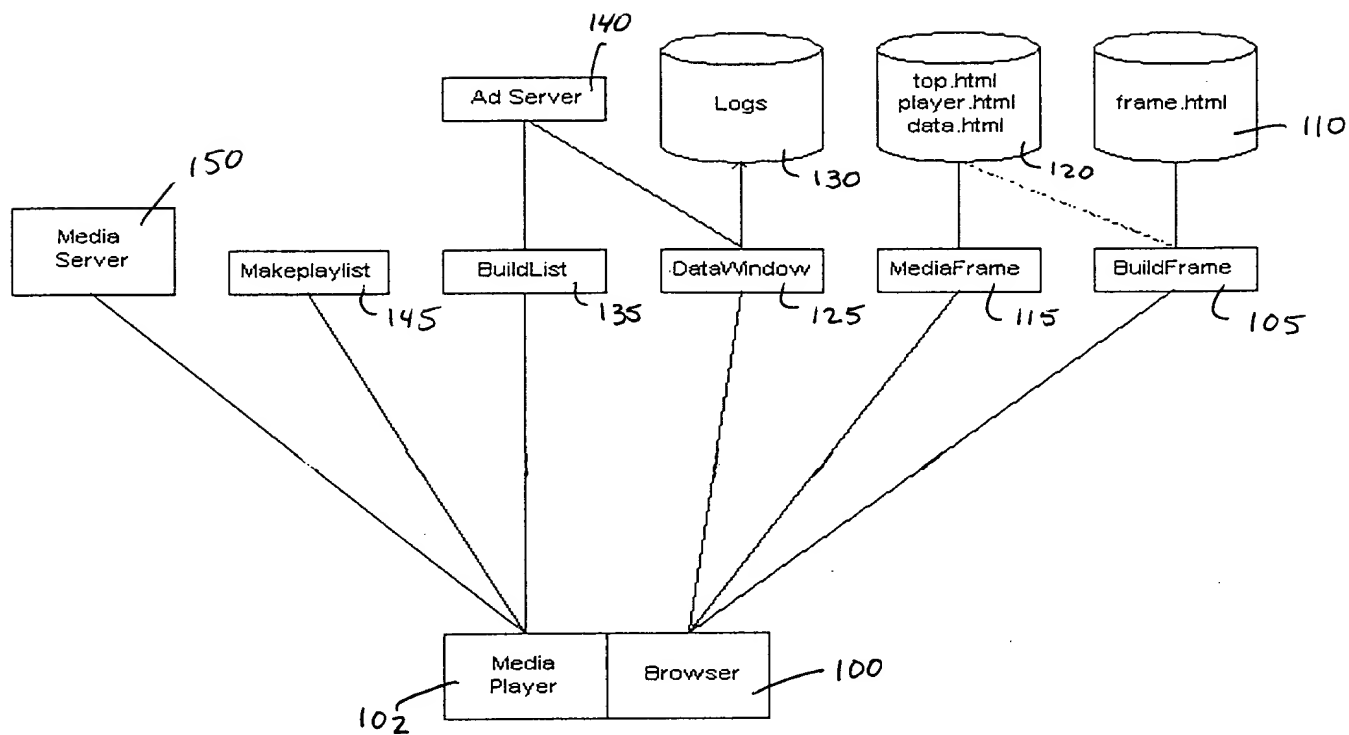 140
Ad Server
Logs
130
top.html
player.html
data.html
120
frame.html
110
150
Media
Server
Makeplaylist
145
BuildList
135
DataWindow
125
MediaFrame
115
BuildFrame
105
Media
Player
102
Browser
100